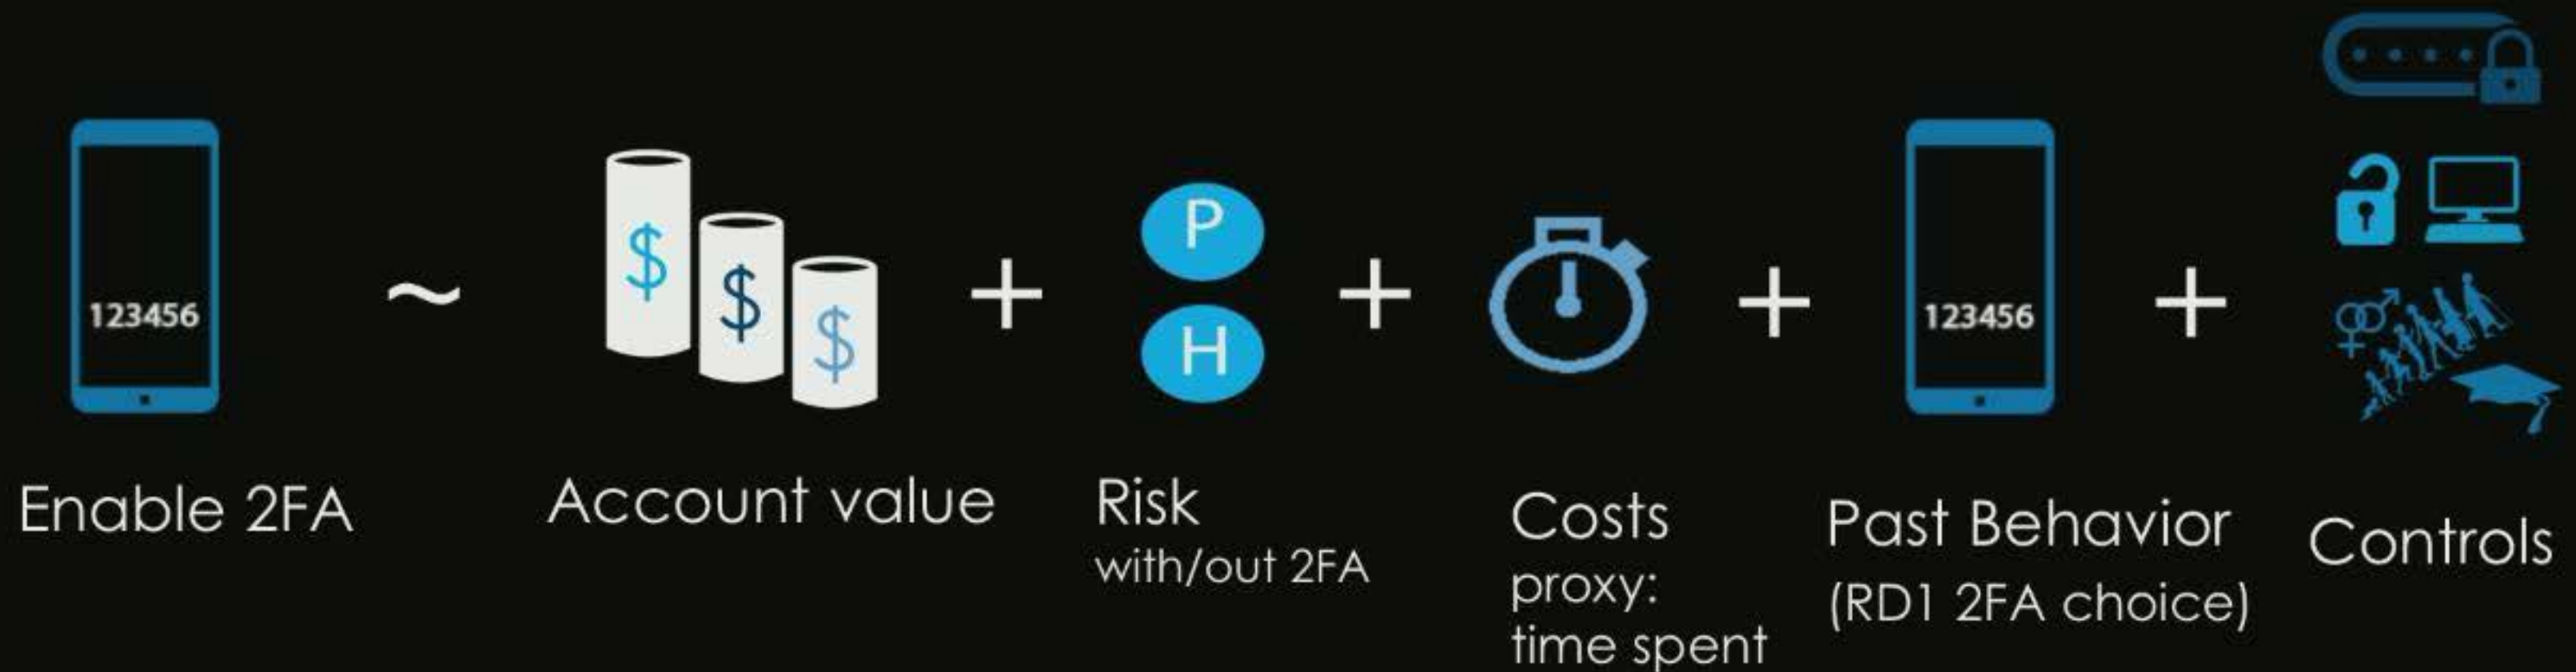 123456
~
$
$
$
+
P
H
+
+
123456
+
Enable 2FA
Account value
Risk
with/out 2FA
Costs
proxy:
time spent
Past Behavior
(RD1 2FA choice)
Controls